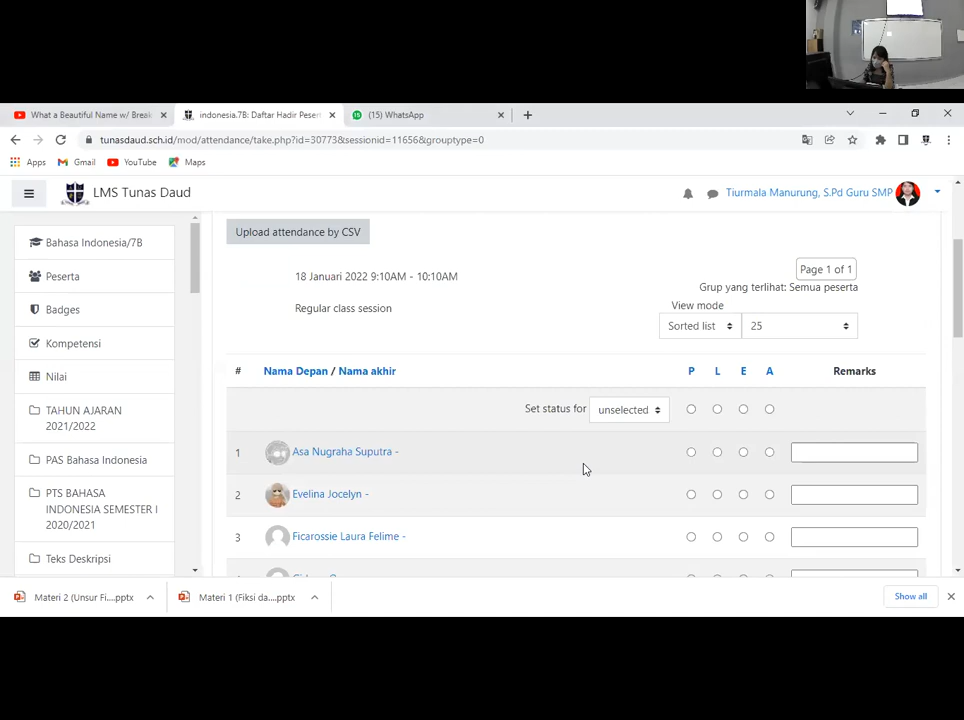 What a Beautiful Name w/ Break
indonesia.7B: Daftar Hadir Pesert
(15) WhatsApp
tunasdaud.sch.id/mod/attendance/take.php?id=30773&sessionid=11656&grouptype=0
Apps
Gmail
YouTube
Maps
LMS Tunas Daud
Tiurmala Manurung, S.Pd Guru SMP
Bahasa Indonesia/7B
Peserta
Badges
Kompetensi
Nilai
TAHUN AJARAN
2021/2022
PAS Bahasa Indonesia
PTS BAHASA
INDONESIA SEMESTER I
2020/2021
Teks Deskripsi
Upload attendance by CSV
18 Januari 2022 9:10AM - 10:10AM
Regular class session
Page 1 of 1
Grup yang terlihat: Semua peserta
View mode
Sorted list
25
# Nama Depan / Nama akhir P L E A Remarks
Set status for unselected
1 Asa Nugraha Suputra -
2 Evelina Jocelyn -
3 Ficarossie Laura Felime -
Materi 2 (Unsur Fi....pptx
Materi 1 (Fiksi da....pptx
Show all